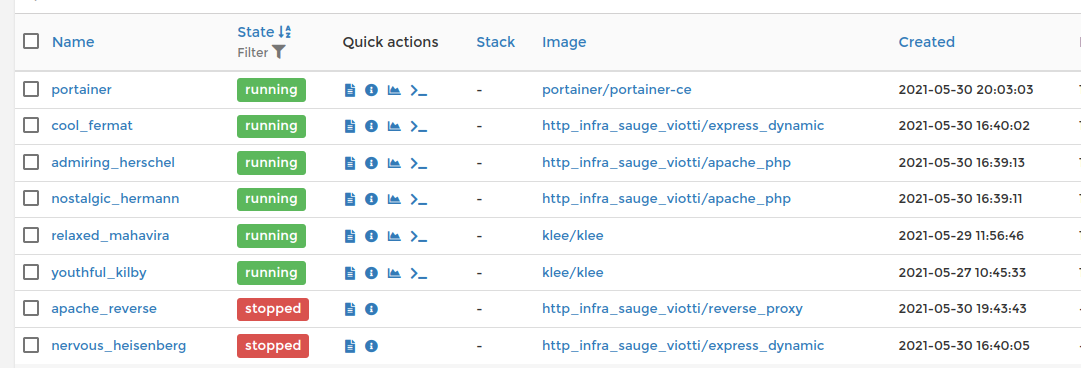 Name State Quick actions Stack Image Created
Filter
portainer running - portainer/portainer-ce 2021-05-30 20:03:03
cool_fermat running - http_infra_sauge_viotti/express_dynamic 2021-05-30 16:40:02
admiring_herschel running - http_infra_sauge_viotti/apache_php 2021-05-30 16:39:13
nostalgic_hermann running - http_infra_sauge_viotti/apache_php 2021-05-30 16:39:11
relaxed_mahavira running - klee/klee 2021-05-29 11:56:46
youthful_kilby running - klee/klee 2021-05-27 10:45:33
apache_reverse stopped - http_infra_sauge_viotti/reverse_proxy 2021-05-30 19:43:43
nervous_heisenberg stopped - http_infra_sauge_viotti/express_dynamic 2021-05-30 16:40:05